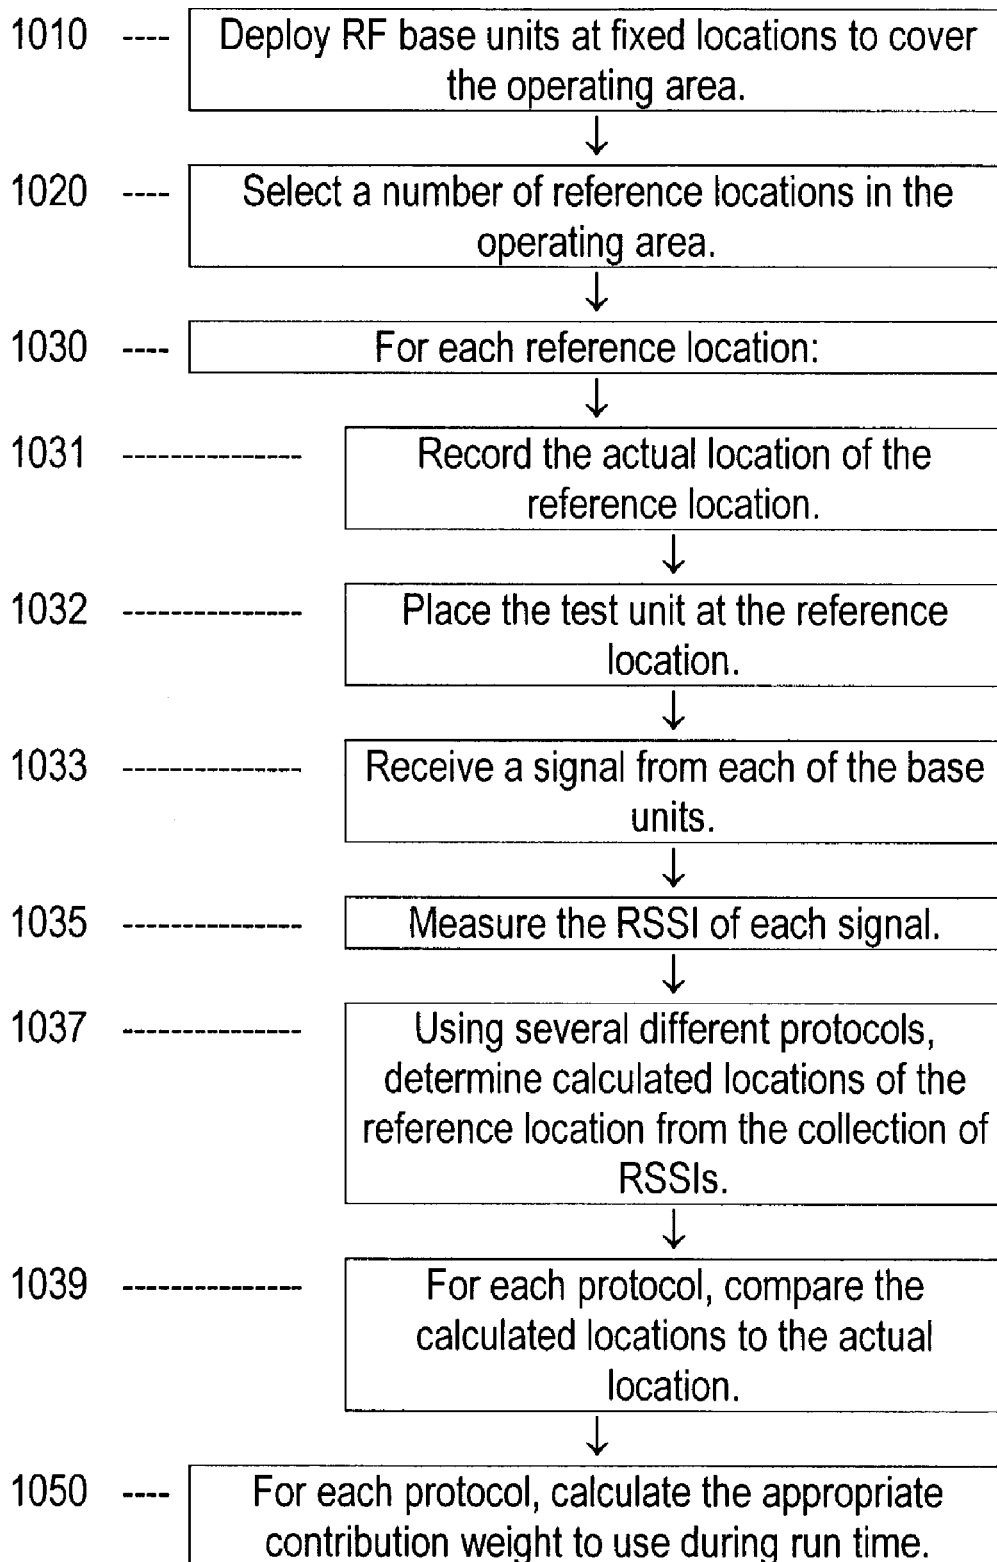 1010 ---- Deploy RF base units at fixed locations to cover
the operating area.
↓
1020 ---- Select a number of reference locations in the
operating area.
↓
1030 ---- For each reference location:
↓
1031 -------------- Record the actual location of the
reference location.
↓
1032 -------------- Place the test unit at the reference
location.
↓
1033 -------------- Receive a signal from each of the base
units.
↓
1035 -------------- Measure the RSSI of each signal.
↓
1037 -------------- Using several different protocols,
determine calculated locations of the
reference location from the collection of
RSSIs.
↓
1039 -------------- For each protocol, compare the
calculated locations to the actual
location.
↓
1050 ---- For each protocol, calculate the appropriate
contribution weight to use during run time.